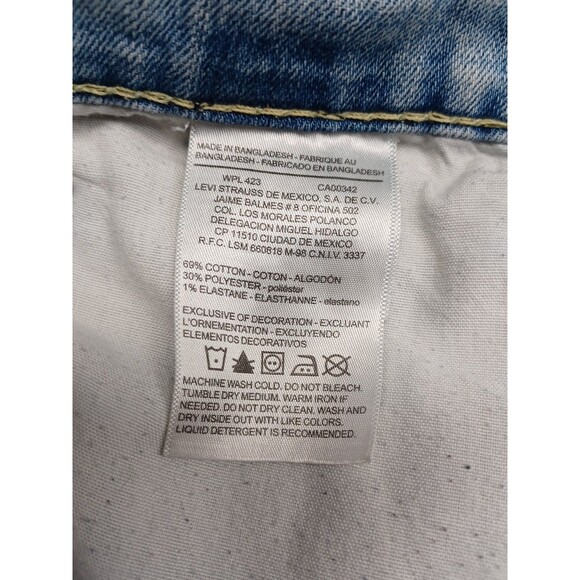 MADE IN BANGLADESH - FABRIQUE AU
BANGLADESH - FABRICADO EN BANGLADESH
WPL 423 CA00342
LEVI STRAUSS DE MEXICO, S.A. DE C.V.
JAIME BALMES # 8 OFICINA 502
COL. LOS MORALES POLANCO
DELEGACION MIGUEL HIDALGO
CP 11510 CIUDAD DE MEXICO
R.F.C. LSM 660818 M-98 C.N.I.V. 3337
69% COTTON - COTON - ALGODÓN
30% POLYESTER - poliéster
1% ELASTANE - ELASTHANNE - elastano
EXCLUSIVE OF DECORATION - EXCLUANT
L'ORNEMENTATION - EXCLUYENDO
ELEMENTOS DECORATIVOS
MACHINE WASH COLD. DO NOT BLEACH.
TUMBLE DRY MEDIUM. WARM IRON IF
NEEDED. DO NOT DRY CLEAN. WASH AND
DRY INSIDE OUT WITH LIKE COLORS.
LIQUID DETERGENT IS RECOMMENDED.